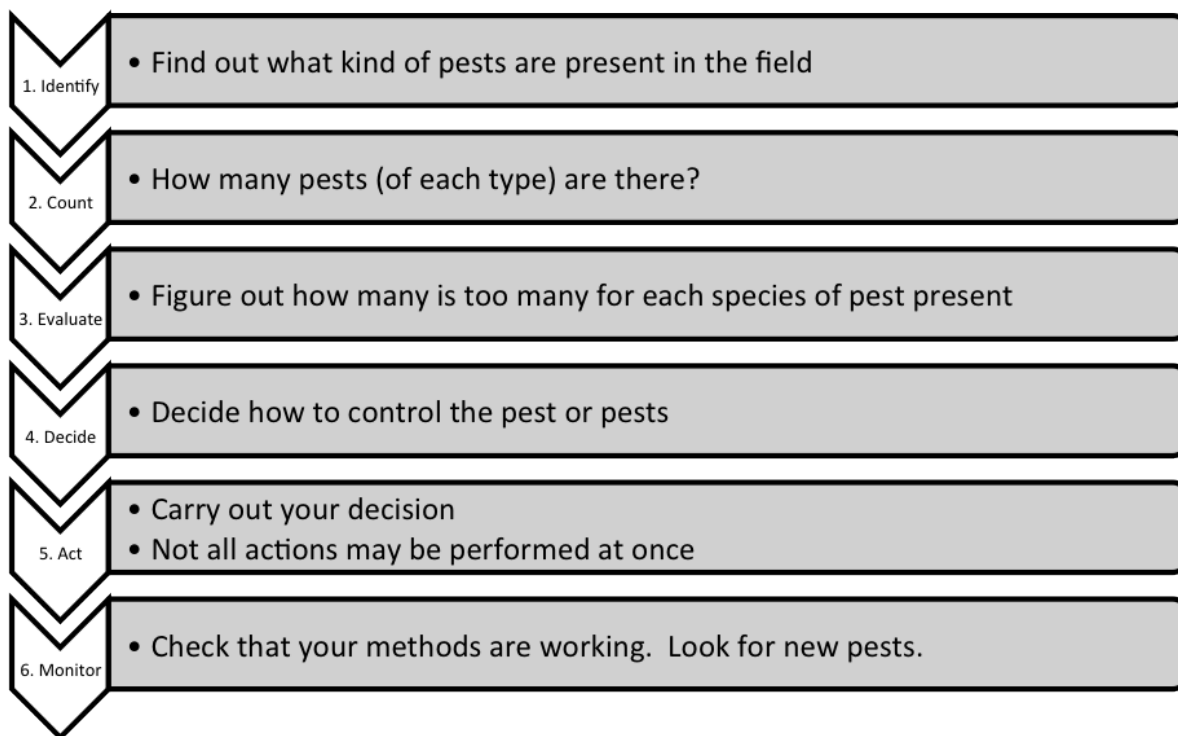 1. Identify
• Find out what kind of pests are present in the field
2. Count
• How many pests (of each type) are there?
3. Evaluate
• Figure out how many is too many for each species of pest present
4. Decide
• Decide how to control the pest or pests
5. Act
• Carry out your decision
• Not all actions may be performed at once
6. Monitor
• Check that your methods are working.  Look for new pests.